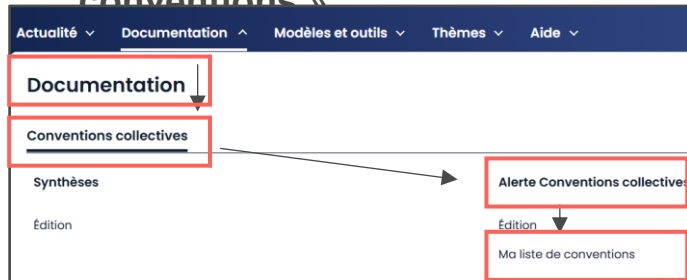 conventions »
Actualité Documentation Modèles et outils Thèmes Aide
Documentation
Conventions collectives
Synthèses Alerte Conventions collectives
Édition Édition
Ma liste de conventions